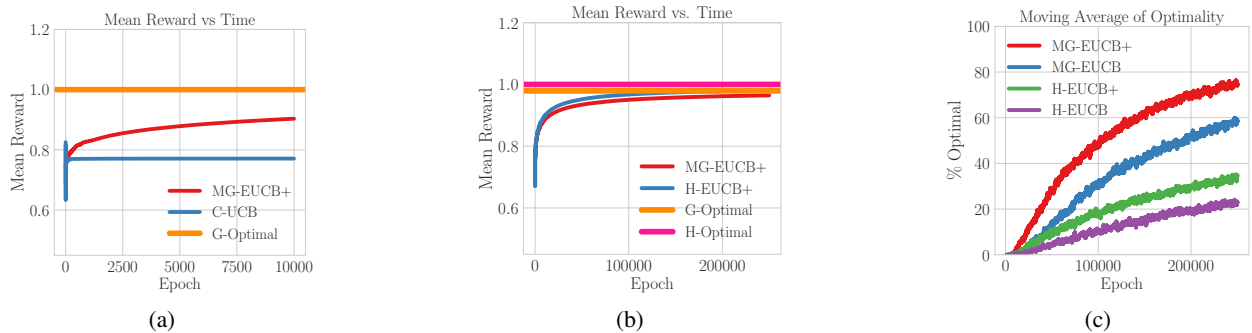 Mean Reward vs Time
1.2
1.0
0.8
0.6
Mean Reward
MG-EUCB+
C-UCB
G-Optimal
0 2500 5000 7500 10000
Epoch
(a)
Mean Reward vs. Time
1.2
1.0
0.8
0.6
Mean Reward
MG-EUCB+
H-EUCB+
G-Optimal
H-Optimal
0 100000 200000
Epoch
(b)
Moving Average of Optimality
100
80
60
40
20
0
% Optimal
MG-EUCB+
MG-EUCB
H-EUCB+
H-EUCB
0 100000 200000
Epoch
(c)